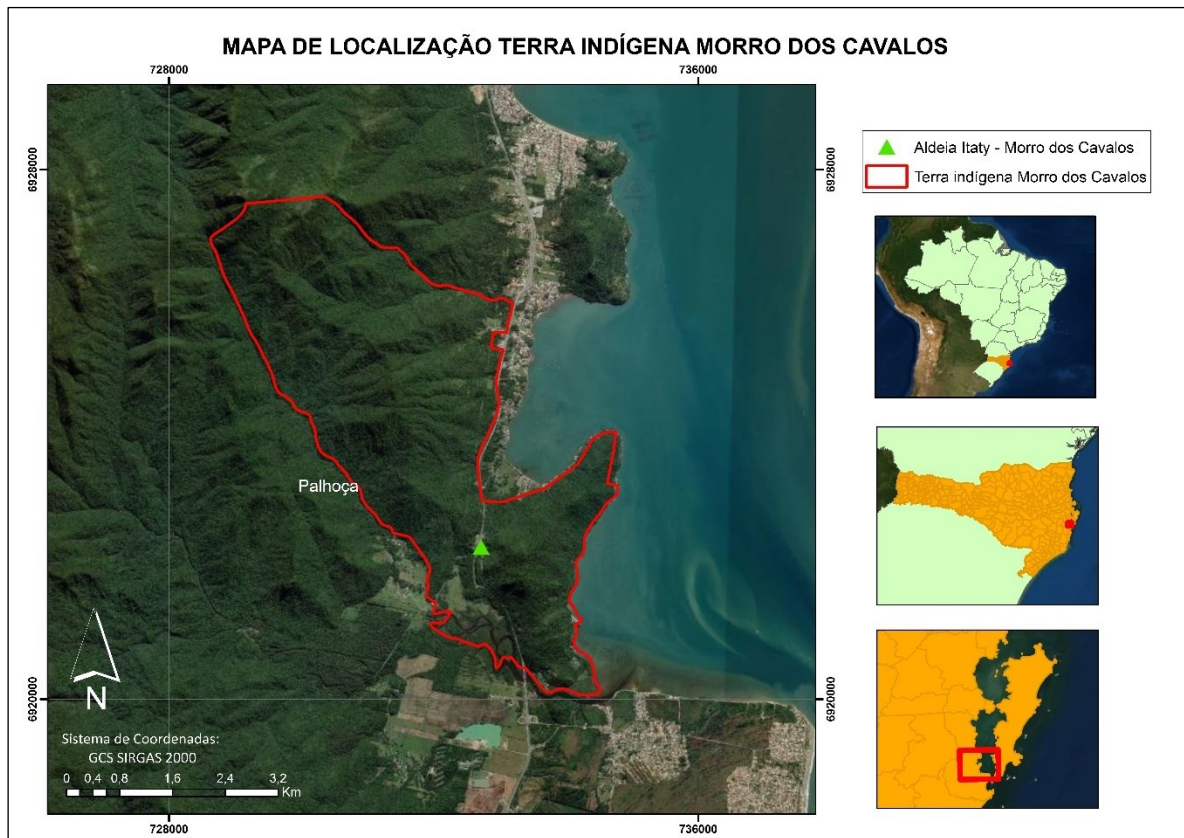 MAPA DE LOCALIZAÇÃO TERRA INDÍGENA MORRO DOS CAVALOS
728000
736000
6928000
6928000
Aldeia Itaty - Morro dos Cavalos
Terra indígena Morro dos Cavalos
Palhoça
N
6920000
6920000
Sistema de Coordenadas:
GCS SIRGAS 2000
0 0,4 0,8 1,6 2,4 3,2
Km
728000
736000